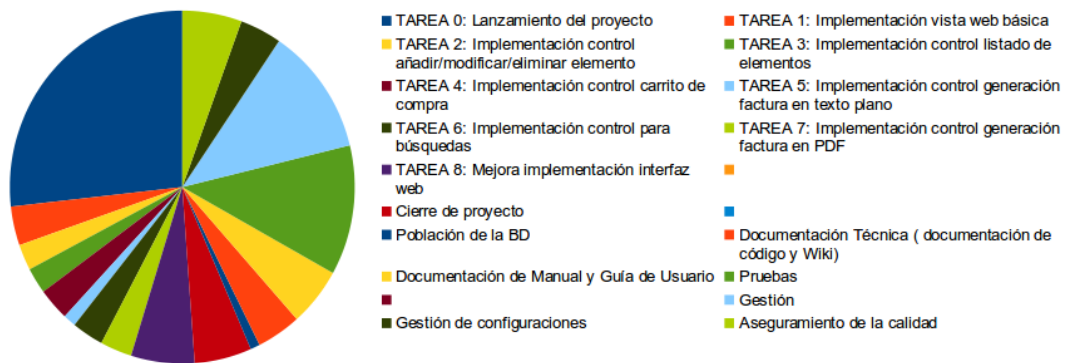 TAREA 0: Lanzamiento del proyecto
TAREA 1: Implementación vista web básica
TAREA 2: Implementación control
añadir/modificar/eliminar elemento
TAREA 3: Implementación control listado de
elementos
TAREA 4: Implementación control carrito de
compra
TAREA 5: Implementación control generación
factura en texto plano
TAREA 6: Implementación control para
búsquedas
TAREA 7: Implementación control generación
factura en PDF
TAREA 8: Mejora implementación interfaz
web
Cierre de proyecto
Población de la BD
Documentación Técnica ( documentación de
código y Wiki)
Documentación de Manual y Guía de Usuario
Pruebas
Gestión
Gestión de configuraciones
Aseguramiento de la calidad